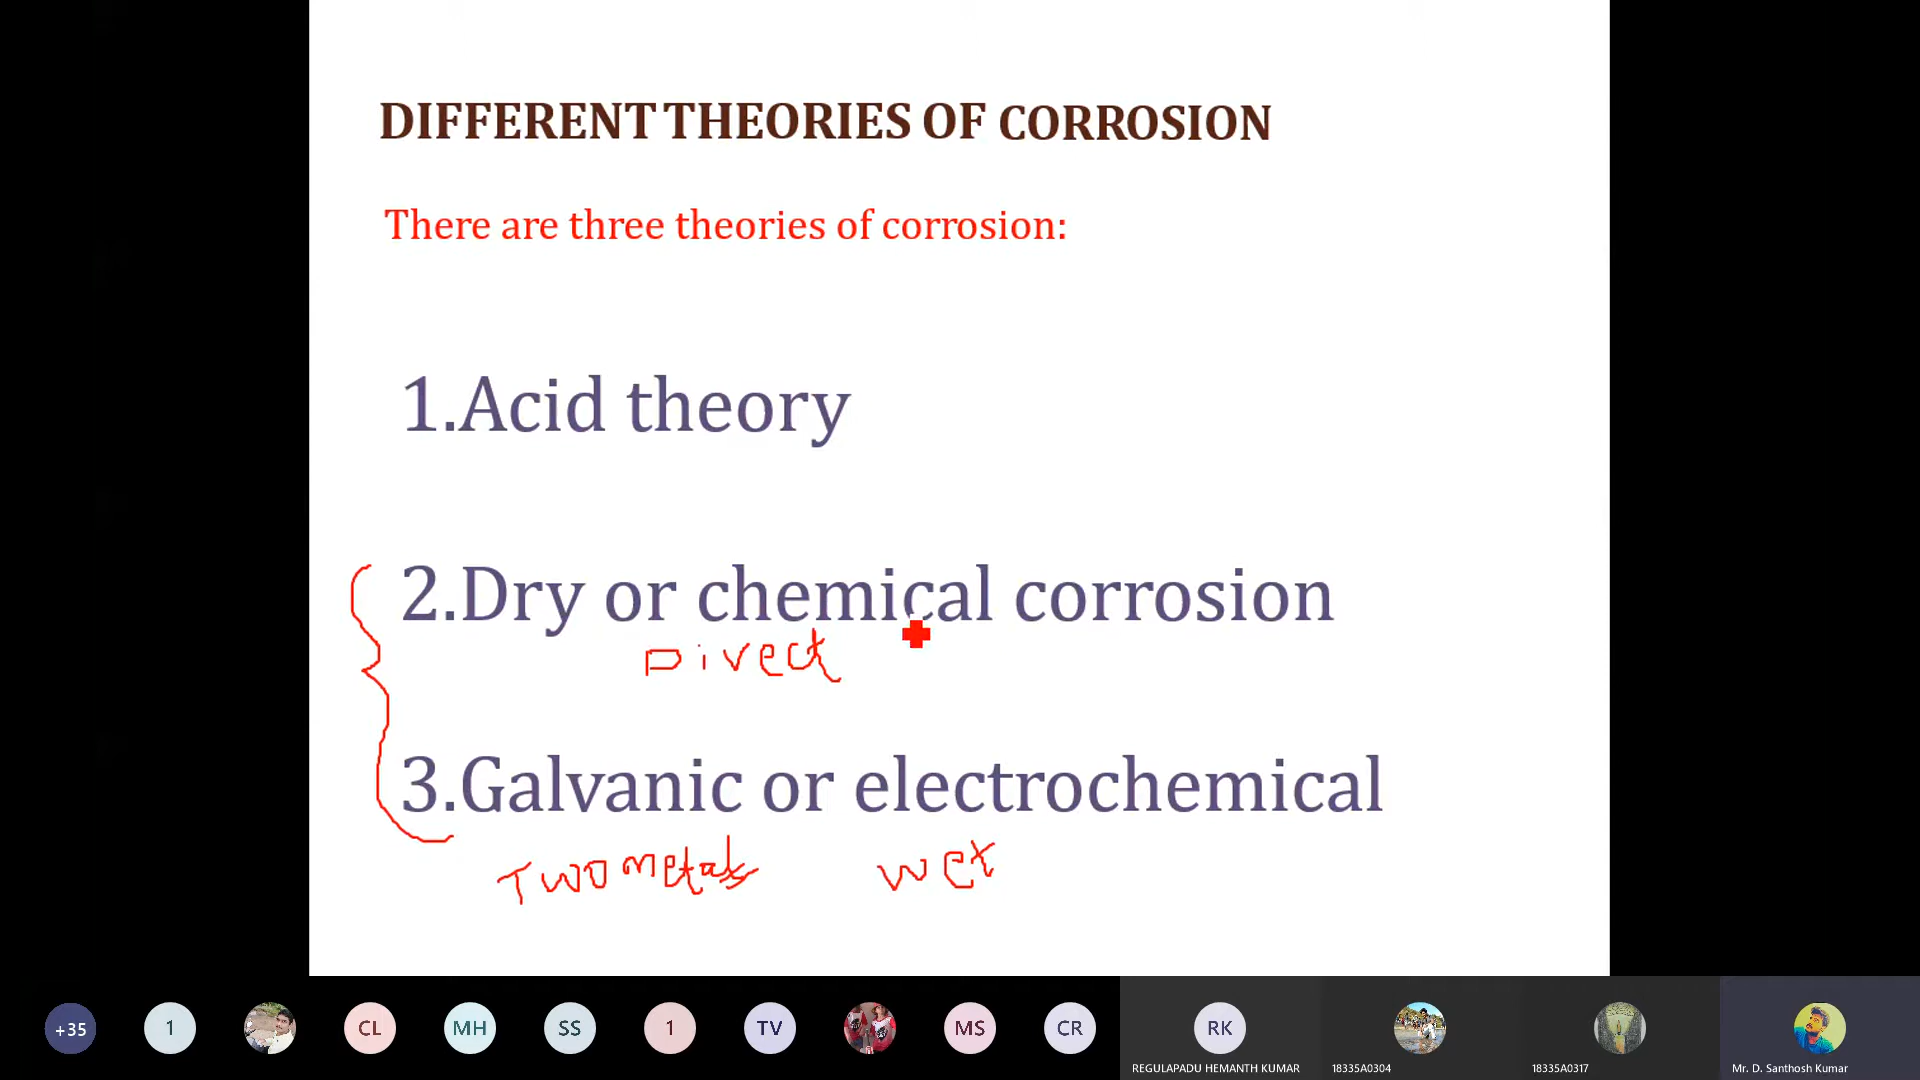 DIFFERENT THEORIES OF CORROSION
There are three theories of corrosion:
1.Acid theory
2.Dry or chemical corrosion
Direct
3.Galvanic or electrochemical
Two metals wet
+35 1 CL MH SS 1 TV MS CR RK
REGULAPADU HEMANTH KUMAR 18335A0304 18335A0317 Mr. D. Santhosh Kumar